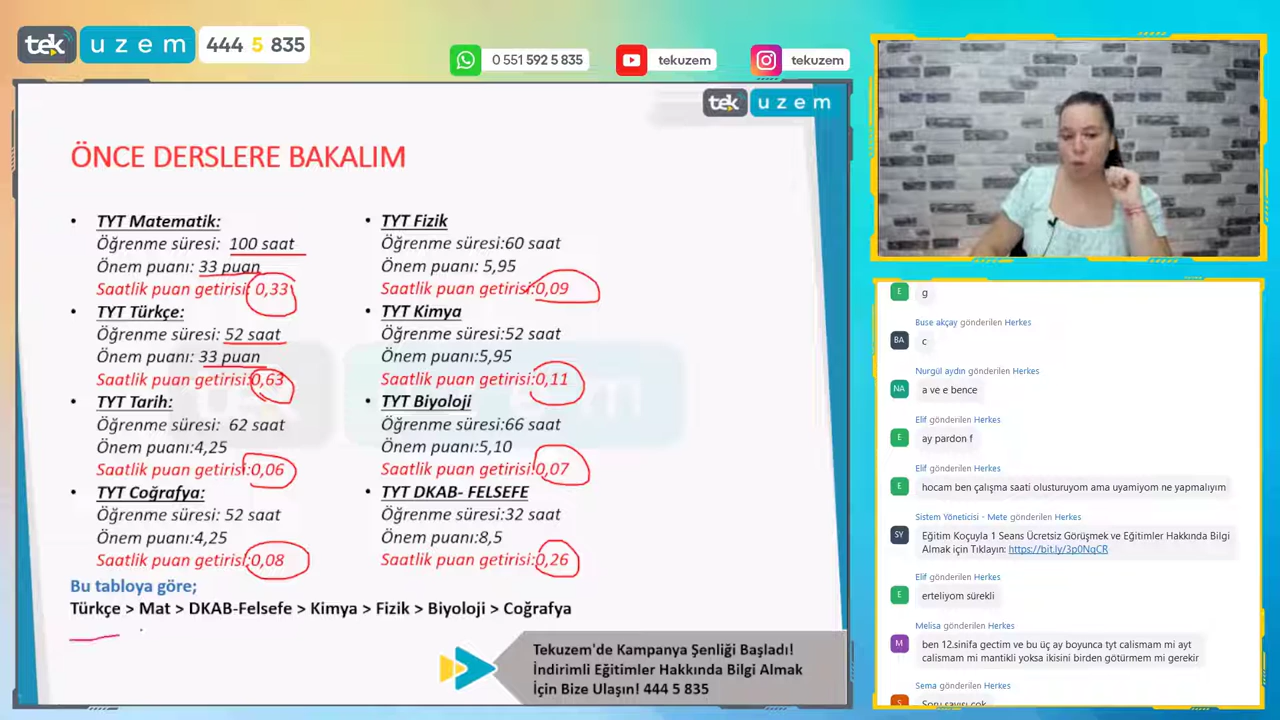 tek uzem 444 5 835
0 551 592 5 835
tekuzem
tekuzem
tek uzem
ÖNCE DERSLERE BAKALIM
• TYT Matematik:
Öğrenme süresi: 100 saat
Önem puanı: 33 puan
Saatlik puan getirisi: 0,33
TYT Türkçe:
Öğrenme süresi: 52 saat
Önem puanı: 33 puan
Saatlik puan getirisi:0,63
• TYT Tarih:
Öğrenme süresi: 62 saat
Önem puanı: 4,25
Saatlik puan getirisi:0,06
• TYT Coğrafya:
Öğrenme süresi: 52 saat
Önem puanı: 4,25
Saatlik puan getirisi:0,08
• TYT Fizik
Öğrenme süresi:60 saat
Önem puanı: 5,95
Saatlik puan getirisi:0,09
• TYT Kimya
Öğrenme süresi:52 saat
Önem puanı:5,95
Saatlik puan getirisi:0,11
• TYT Biyoloji
Öğrenme süresi:66 saat
Önem puanı:5,10
Saatlik puan getirisi:0,07
• TYT DKAB- FELSEFE
Öğrenme süresi:32 saat
Önem puanı:8,5
Saatlik puan getirisi:0,26
Bu tabloya göre;
Türkçe > Mat > DKAB-Felsefe > Kimya > Fizik > Biyoloji > Coğrafya
Tekuzem'de Kampanya Şenliği Başladı!
İndirimli Eğitimler Hakkında Bilgi Almak
İçin Bize Ulaşın! 444 5 835
E
g
Buse akçay gönderilen Herkes
BA
c
Nurgül aydın gönderilen Herkes
NA
a ve e bence
Elif gönderilen Herkes
E
ay pardon f
Elif gönderilen Herkes
E
hocam ben çalışma saati olusturuyom ama uyamiyom ne yapmalıyım
Sistem Yöneticisi - Mete gönderilen Herkes
SY
Eğitim Koçuyla 1 Seans Ücretsiz Görüşmek ve Eğitimler Hakkında Bilgi
Almak için Tıklayın: https://bit.ly/3p0NqCR
Elif gönderilen Herkes
E
erteliyom sürekli
Melisa gönderilen Herkes
M
ben 12.sinifa gectim ve bu üç ay boyunca tyt calismam mi ayt
calismam mi mantikli yoksa ikisini birden götürmem mi gerekir
Sema gönderilen Herkes
S
Soru sayısı çok